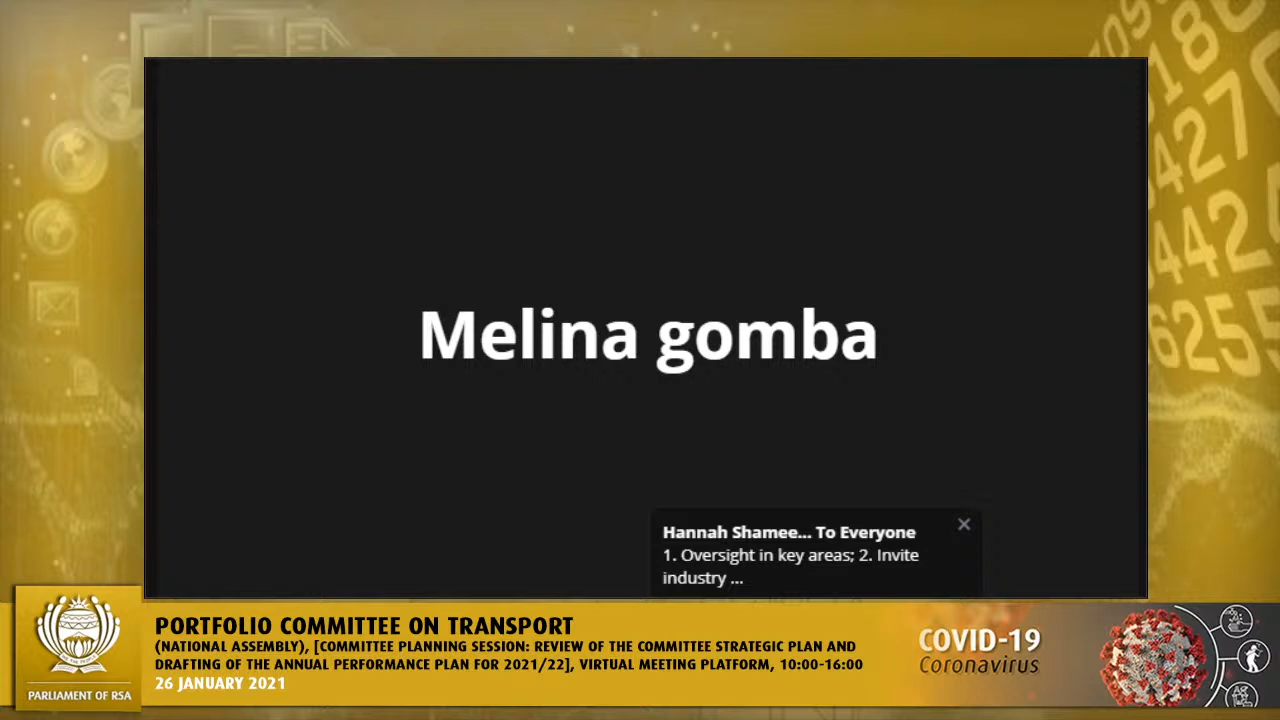 Melina gomba
Hannah Shamee... To Everyone
1. Oversight in key areas; 2. Invite
industry ...
PORTFOLIO COMMITTEE ON TRANSPORT
(NATIONAL ASSEMBLY), [COMMITTEE PLANNING SESSION: REVIEW OF THE COMMITTEE STRATEGIC PLAN AND
DRAFTING OF THE ANNUAL PERFORMANCE PLAN FOR 2021/22], VIRTUAL MEETING PLATFORM, 10:00-16:00
26 JANUARY 2021
PARLIAMENT OF RSA
COVID-19
Coronavirus
427
6255